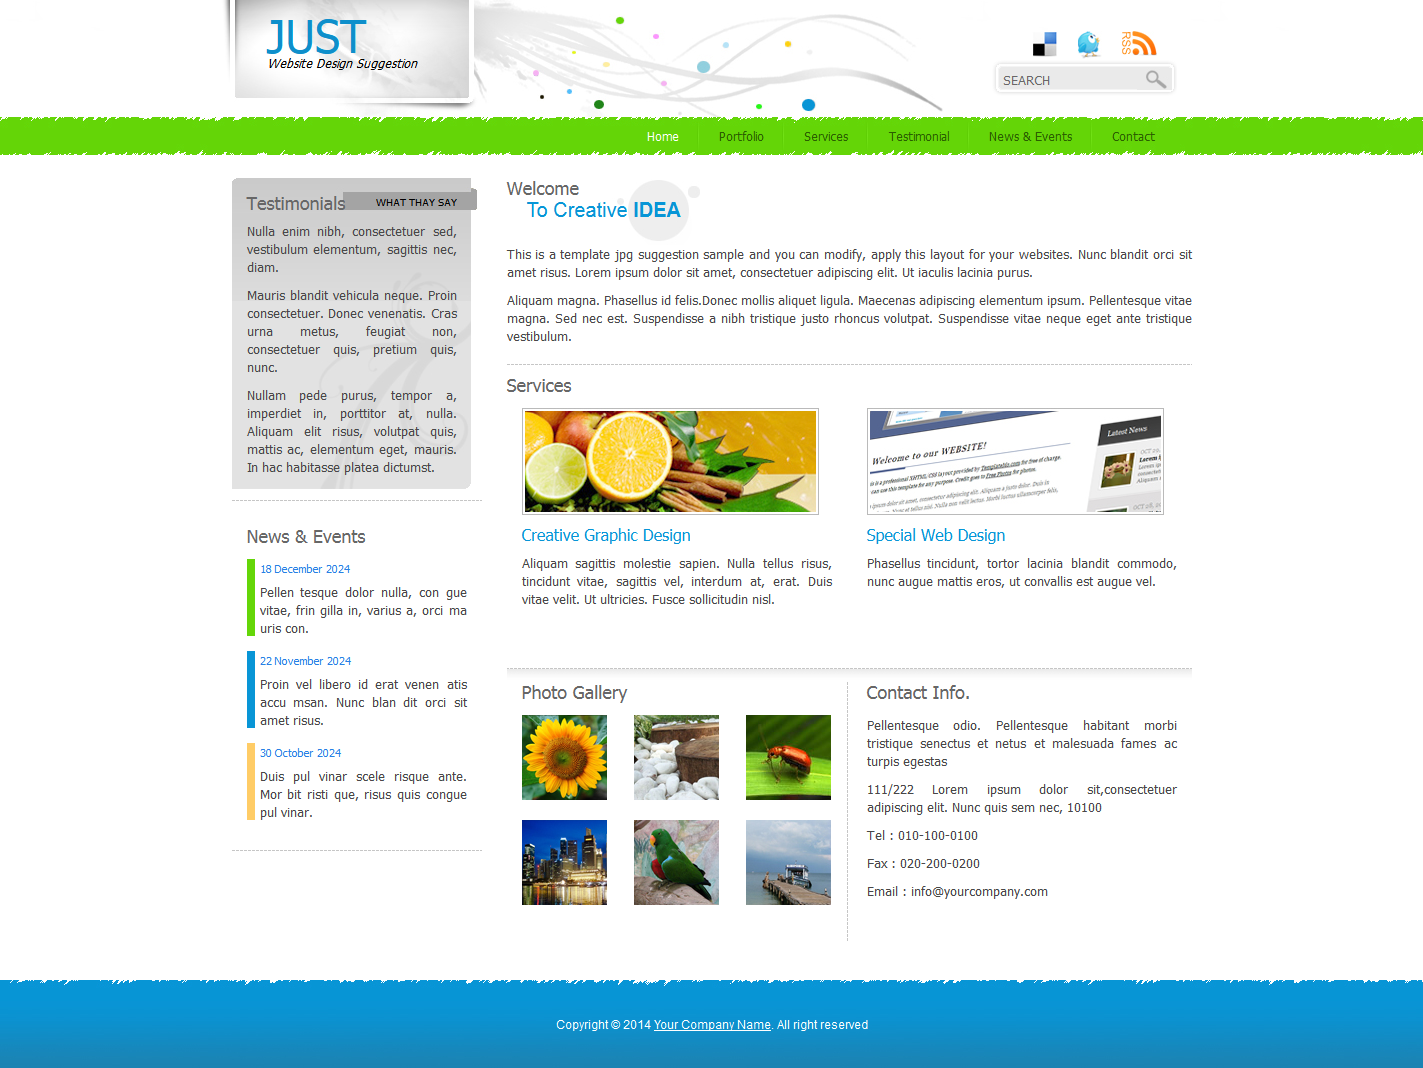 JUST
Website Design Suggestion
RSS
SEARCH
Home Portfolio Services Testimonial News & Events Contact
Testimonials WHAT THAY SAY
Nulla enim nibh, consectetuer sed,
vestibulum elementum, sagittis nec,
diam.
Mauris blandit vehicula neque. Proin
consectetuer. Donec venenatis. Cras
urna metus, feugiat non,
consectetuer quis, pretium quis,
nunc.
Nullam pede purus, tempor a,
imperdiet in, porttitor at, nulla.
Aliquam elit risus, volutpat quis,
mattis ac, elementum eget, mauris.
In hac habitasse platea dictumst.
News & Events
18 December 2024
Pellen tesque dolor nulla, con gue
vitae, frin gilla in, varius a, orci ma
uris con.
22 November 2024
Proin vel libero id erat venen atis
accu msan. Nunc blan dit orci sit
amet risus.
30 October 2024
Duis pul vinar scele risque ante.
Mor bit risti que, risus quis congue
pul vinar.
Welcome
To Creative IDEA
This is a template jpg suggestion sample and you can modify, apply this layout for your websites. Nunc blandit orci sit
amet risus. Lorem ipsum dolor sit amet, consectetuer adipiscing elit. Ut iaculis lacinia purus.
Aliquam magna. Phasellus id felis.Donec mollis aliquet ligula. Maecenas adipiscing elementum ipsum. Pellentesque vitae
magna. Sed nec est. Suspendisse a nibh tristique justo rhoncus volutpat. Suspendisse vitae neque eget ante tristique
vestibulum.
Services
Welcome to our WEBSITE!
Latest News
Creative Graphic Design
Aliquam sagittis molestie sapien. Nulla tellus risus,
tincidunt vitae, sagittis vel, interdum at, erat. Duis
vitae velit. Ut ultricies. Fusce sollicitudin nisl.
Special Web Design
Phasellus tincidunt, tortor lacinia blandit commodo,
nunc augue mattis eros, ut convallis est augue vel.
Photo Gallery
Contact Info.
Pellentesque odio. Pellentesque habitant morbi
tristique senectus et netus et malesuada fames ac
turpis egestas
111/222 Lorem ipsum dolor sit,consectetuer
adipiscing elit. Nunc quis sem nec, 10100
Tel : 010-100-0100
Fax : 020-200-0200
Email : info@yourcompany.com
Copyright © 2014 Your Company Name. All right reserved